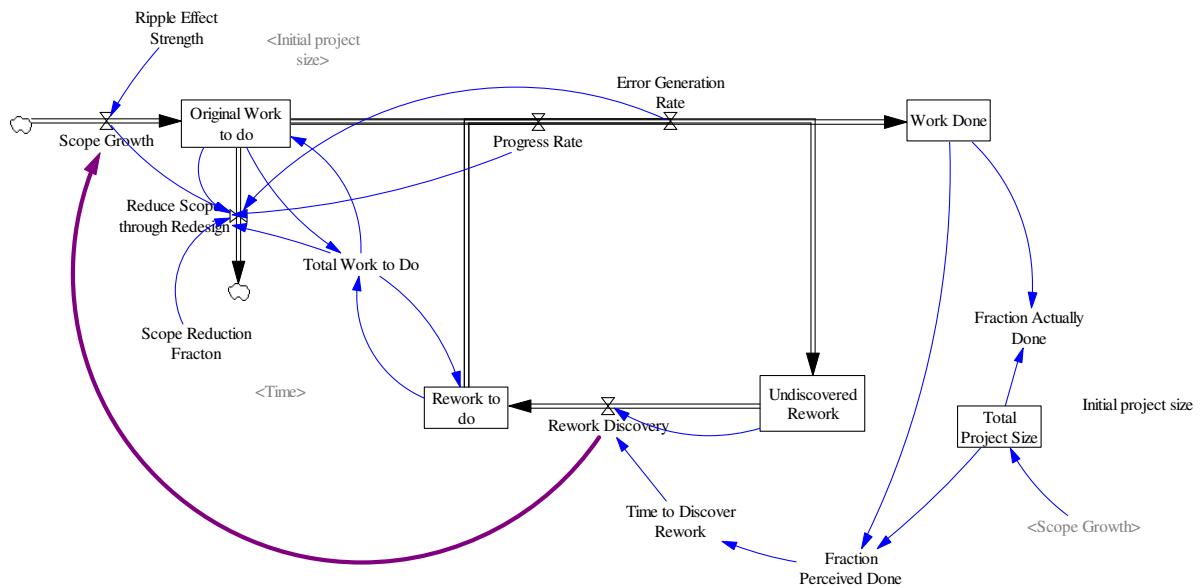 Ripple Effect
Strength
<Initial project
size>
Error Generation
Rate
Original Work
to do
Work Done
Scope Growth
Progress Rate
Reduce Scope
through Redesign
Total Work to Do
Scope Reduction
Fracton
Fraction Actually
Done
<Time>
Rework to
do
Rework Discovery
Undiscovered
Rework
Total
Project Size
Initial project size
Time to Discover
Rework
<Scope Growth>
Fraction
Perceived Done